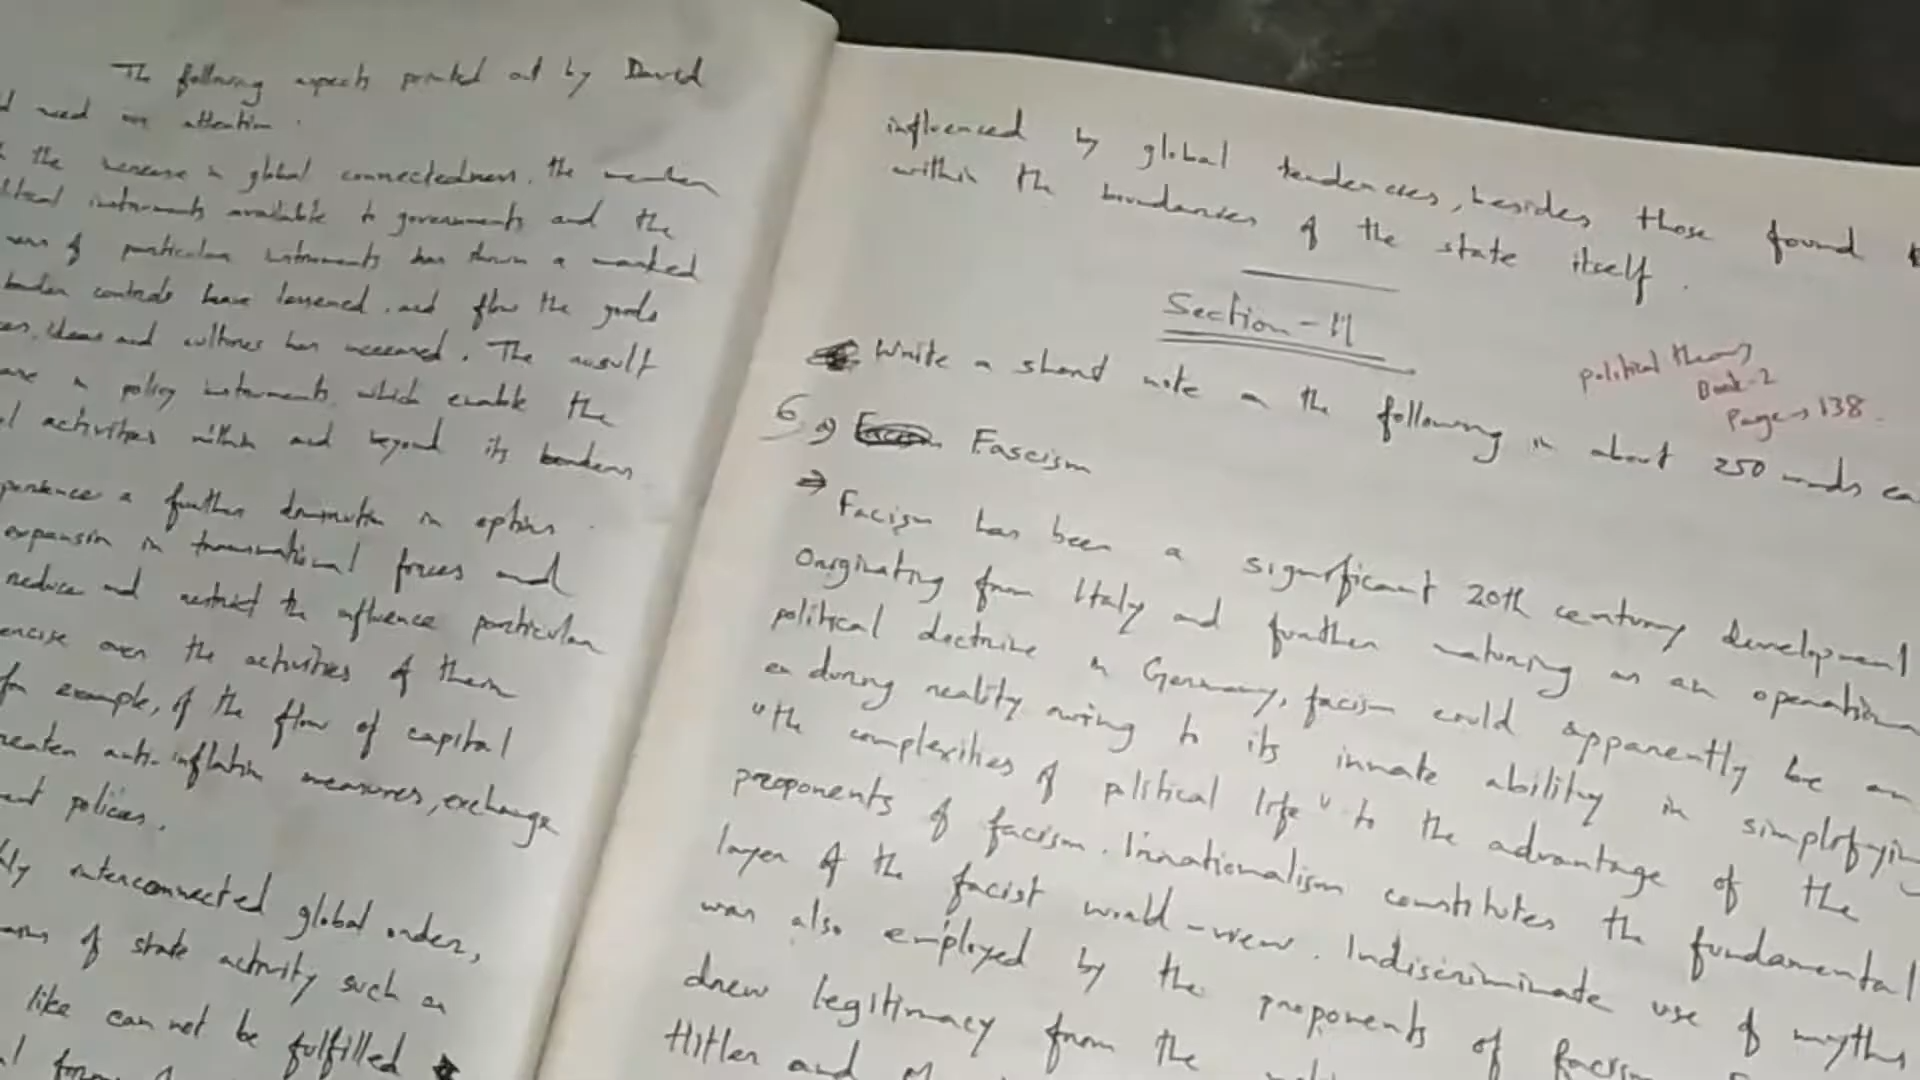 The following aspects pointed out by David
need our attention.
the increase in global connectedness, the number
instruments available to governments and the
of particular instruments has shown a marked
border controls have lessened, and flow the goods
ideas and cultures has increased. The result
in policy instruments, which enable the
activities within and beyond its borders
a further diminution in options
expansion in transnational forces and
reduce and restrict the influence particular
over the activities of them
for example, if the flow of capital
anti-inflation measures, exchange
policies.
interconnected global order,
of state activity such as
like can not be fulfilled
influenced by global tendencies, besides those found
within the boundaries of the state itself.
Section-II
political theory
Book-2
Page → 138
Write a short note on the following in about 250 words
6 a) Fascism
⇒ Facism has been a significant 20th century development
Originating from Italy and further maturing as an
political doctrine in Germany, facism could apparently be an
enduring reality owing to its innate ability in
"the complexities of political life" to the advantage of the
proponents of facism. Irrationalism constitutes the fundamental
layer of the facist world-view. Indiscriminate use of myths
was also employed by the proponents of facism
drew legitimacy from the
Hitler and